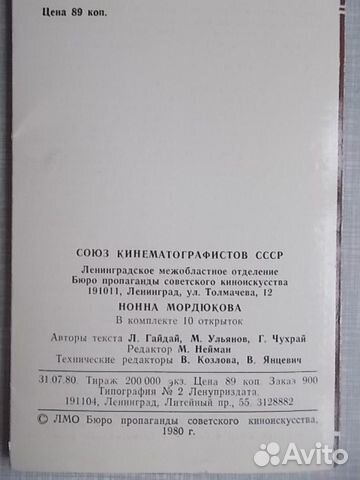 Цена 89 коп.
СОЮЗ КИНЕМАТОГРАФИСТОВ СССР
Ленинградское межобластное отделение
Бюро пропаганды советского киноискусства
191011, Ленинград, ул. Толмачева, 12
НОННА МОРДЮКОВА
В комплекте 10 открыток
Авторы текста Л. Гайдай, М. Ульянов, Г. Чухрай
Редактор М. Нейман
Технические редакторы В. Козлова, В. Янцевич
31.07.80. Тираж 200 000 экз. Цена 89 коп. Заказ 900
Типография № 2 Ленуприздата.
191104, Ленинград, Литейный пр., 55. 3128882
© ЛМО Бюро пропаганды советского киноискусства,
1980 г.
Avito